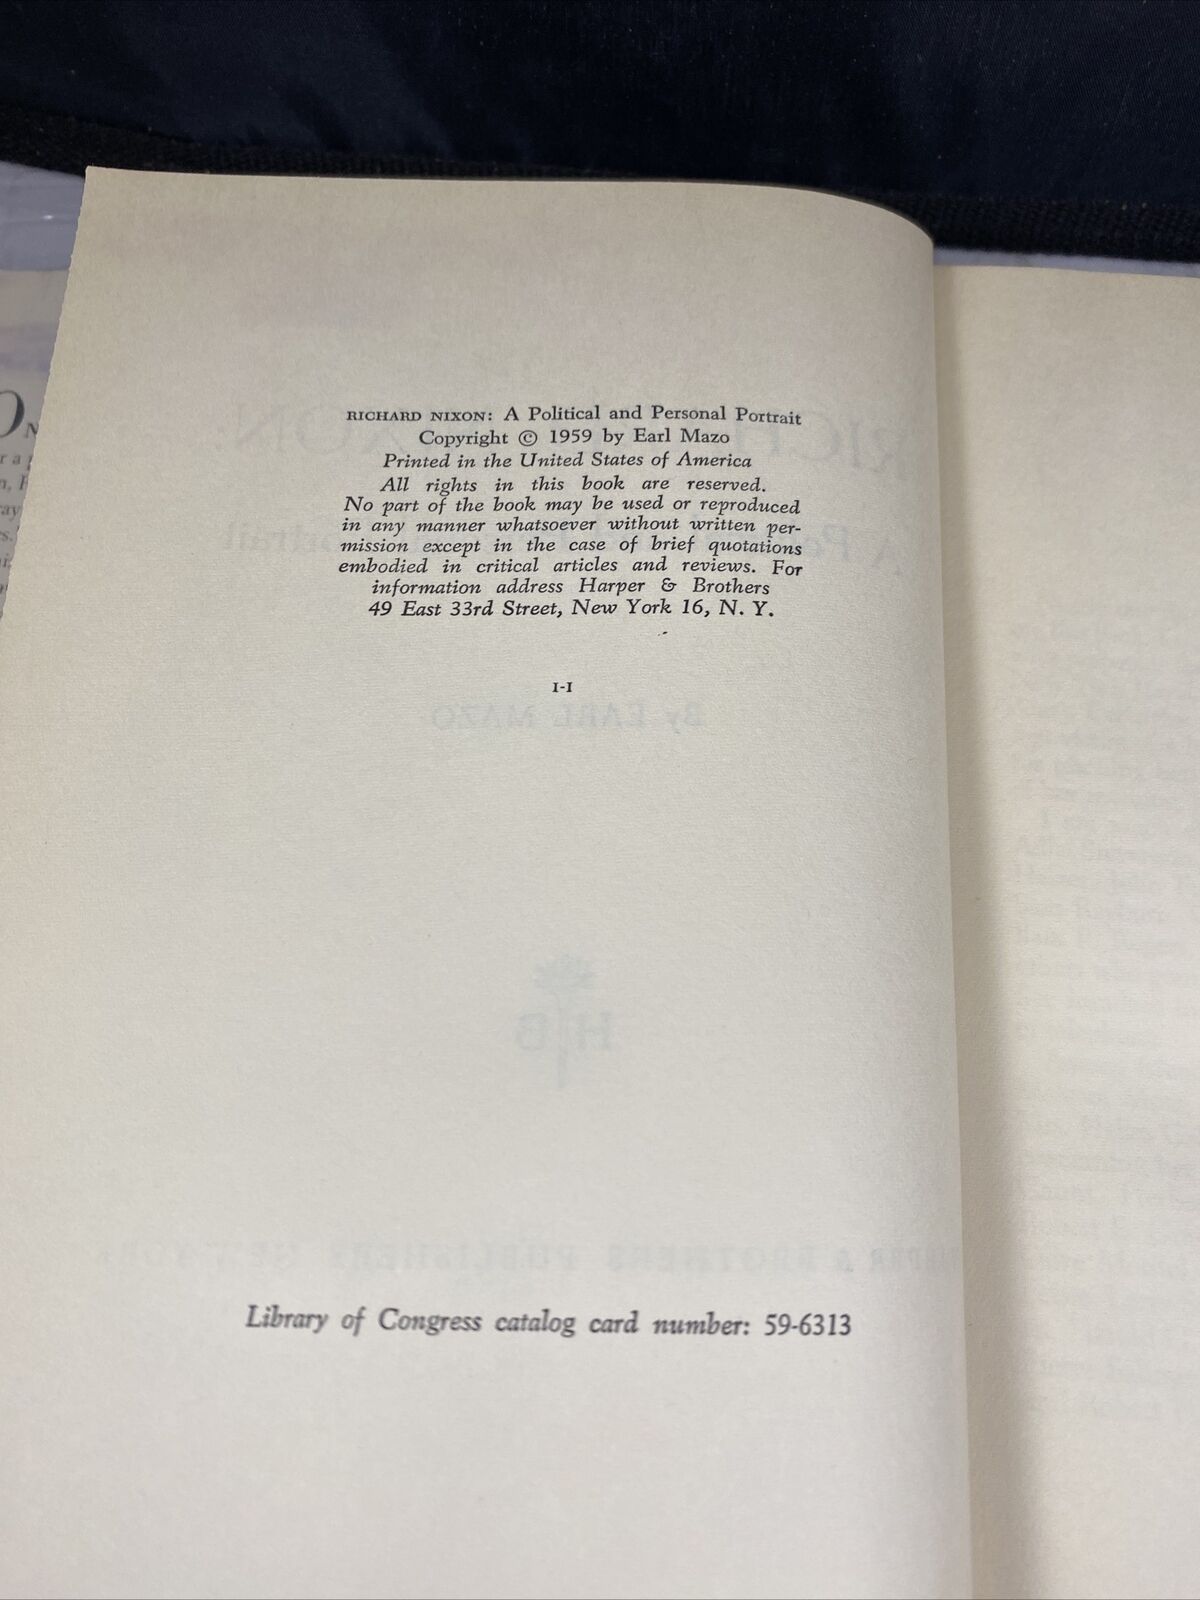 RICHARD NIXON: A Political and Personal Portrait
Copyright © 1959 by Earl Mazo
Printed in the United States of America
All rights in this book are reserved.
No part of the book may be used or reproduced
in any manner whatsoever without written per-
mission except in the case of brief quotations
embodied in critical articles and reviews. For
information address Harper & Brothers
49 East 33rd Street, New York 16, N. Y.
I-I
By EARL MAZO
H B
Library of Congress catalog card number: 59-6313